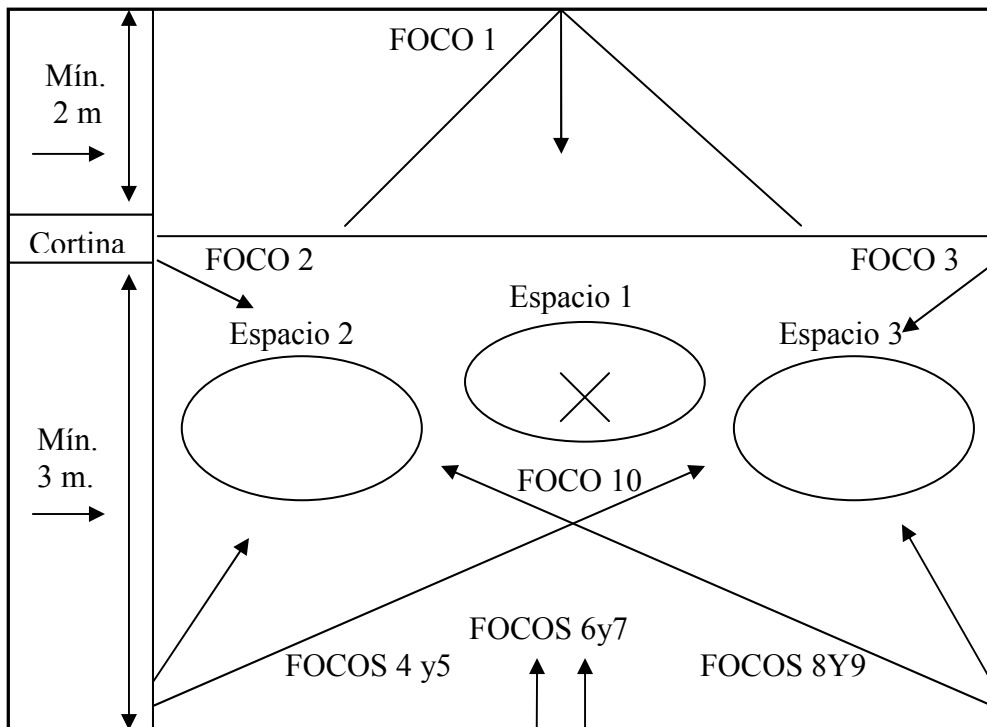 FOCO 1
Mín.
2 m
Cortina
FOCO 2
FOCO 3
Espacio 1
Espacio 2
Espacio 3
Mín.
3 m.
FOCO 10
FOCOS 6y7
FOCOS 4 y5
FOCOS 8Y9